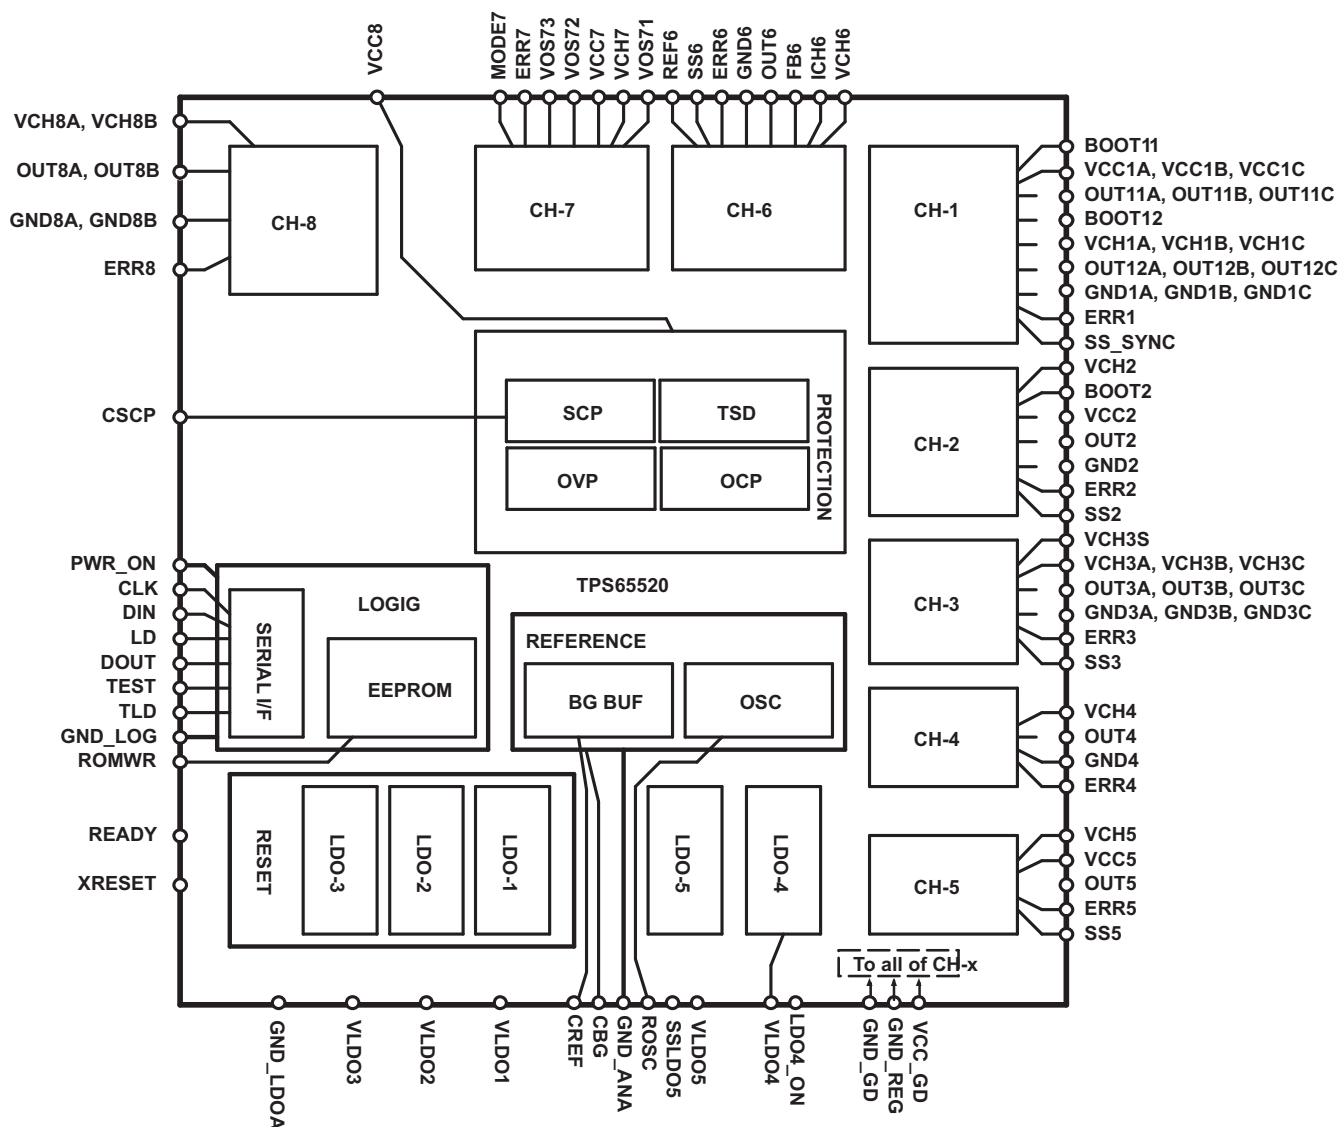 VCC8
MODE7
ERR7
VOS73
VOS72
VCC7
VCH7
VOS71
REF6
SS6
ERR6
GND6
OUT6
FB6
ICH6
VCH6
VCH8A, VCH8B
OUT8A, OUT8B
GND8A, GND8B
ERR8
CH-8
CH-7
CH-6
CH-1
BOOT11
VCC1A, VCC1B, VCC1C
OUT11A, OUT11B, OUT11C
BOOT12
VCH1A, VCH1B, VCH1C
OUT12A, OUT12B, OUT12C
GND1A, GND1B, GND1C
ERR1
SS_SYNC
CSCP
SCP
TSD
OVP
OCP
PROTECTION
CH-2
VCH2
BOOT2
VCC2
OUT2
GND2
ERR2
SS2
CH-3
VCH3S
VCH3A, VCH3B, VCH3C
OUT3A, OUT3B, OUT3C
GND3A, GND3B, GND3C
ERR3
SS3
PWR_ON
CLK
DIN
LD
DOUT
TEST
TLD
GND_LOG
ROMWR
SERIAL I/F
LOGIG
EEPROM
TPS65520
REFERENCE
BG BUF
OSC
CH-4
VCH4
OUT4
GND4
ERR4
READY
XRESET
RESET
LDO-3
LDO-2
LDO-1
LDO-5
LDO-4
CH-5
VCH5
VCC5
OUT5
ERR5
SS5
To all of CH-x
GND_LDOA
VLDO3
VLDO2
VLDO1
CREF
CBG
GND_ANA
ROSC
SSLDO5
VLDO5
VLDO4
LDO4_ON
GND_GD
GND_REG
VCC_GD